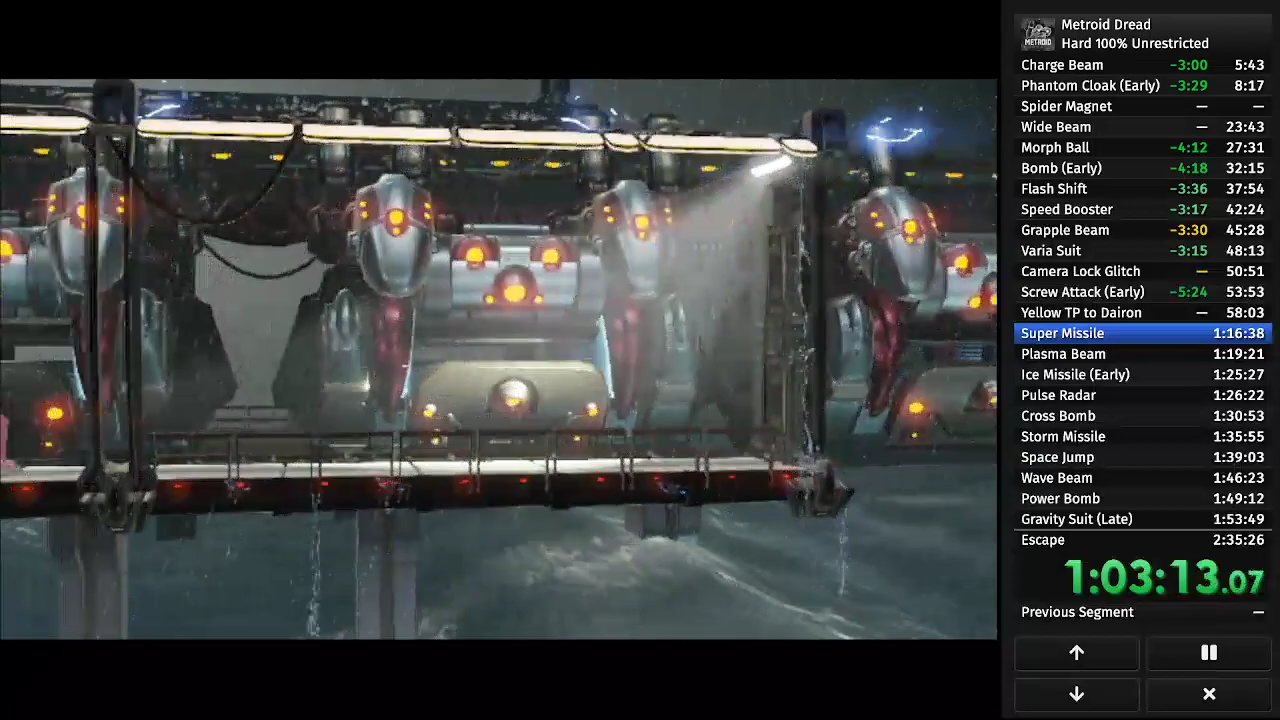 Metroid Dread
Hard 100% Unrestricted
Charge Beam −3:00 5:43
Phantom Cloak (Early) −3:29 8:17
Spider Magnet — —
Wide Beam — 23:43
Morph Ball −4:12 27:31
Bomb (Early) −4:18 32:15
Flash Shift −3:36 37:54
Speed Booster −3:17 42:24
Grapple Beam −3:30 45:28
Varia Suit −3:15 48:13
Camera Lock Glitch — 50:51
Screw Attack (Early) −5:24 53:53
Yellow TP to Dairon — 58:03
Super Missile 1:16:38
Plasma Beam 1:19:21
Ice Missile (Early) 1:25:27
Pulse Radar 1:26:22
Cross Bomb 1:30:53
Storm Missile 1:35:55
Space Jump 1:39:03
Wave Beam 1:46:23
Power Bomb 1:49:12
Gravity Suit (Late) 1:53:49
Escape 2:35:26
1:03:13.07
Previous Segment —